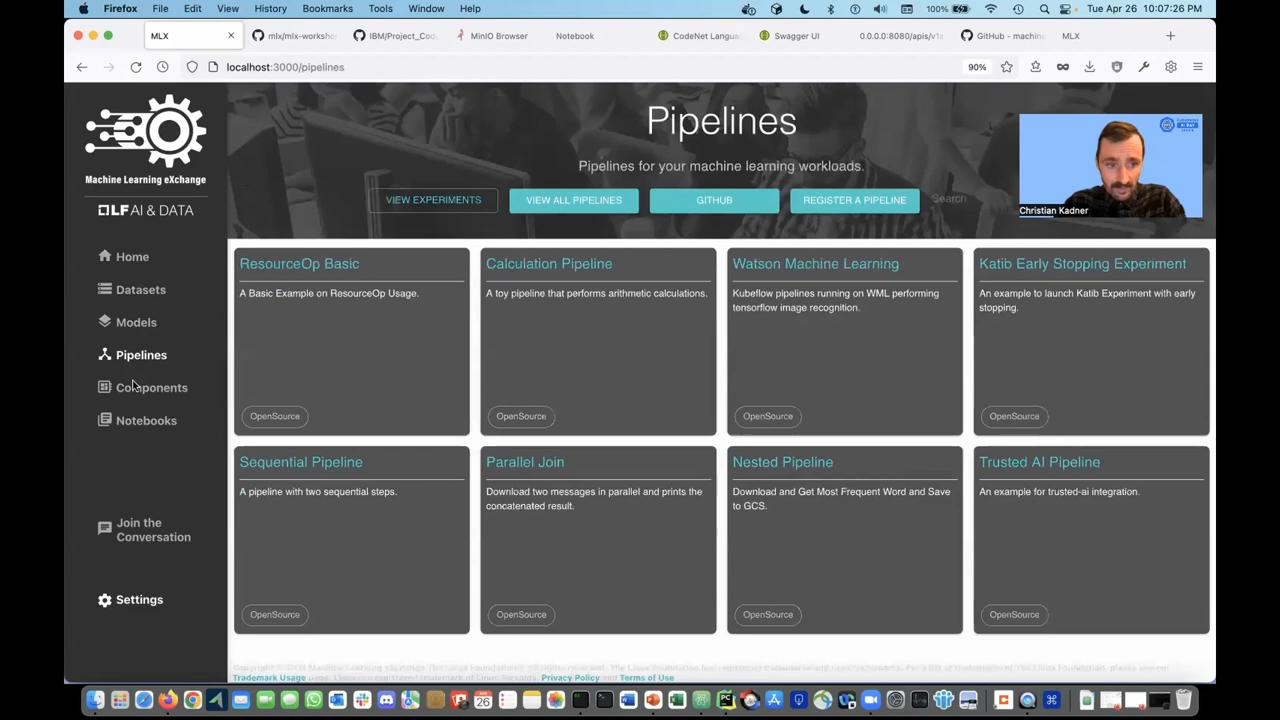 Firefox File Edit View History Bookmarks Tools Window Help 100% Tue Apr 26 10:07:26 PM
MLX mlx/mlx-worksho IBM/Project_Cod MinIO Browser Notebook CodeNet Langua Swagger UI 0.0.0.0:8080/apis/v1a GitHub - machin MLX
localhost:3000/pipelines 90%
Machine Learning eXchange
LF AI & DATA
Home
Datasets
Models
Pipelines
Components
Notebooks
Join the
Conversation
Settings
Pipelines
Pipelines for your machine learning workloads.
VIEW EXPERIMENTS VIEW ALL PIPELINES GITHUB REGISTER A PIPELINE Search
Christian Kadner
ResourceOp Basic
A Basic Example on ResourceOp Usage.
OpenSource
Calculation Pipeline
A toy pipeline that performs arithmetic calculations.
OpenSource
Watson Machine Learning
Kubeflow pipelines running on WML performing
tensorflow image recognition.
OpenSource
Katib Early Stopping Experiment
An example to launch Katib Experiment with early
stopping.
OpenSource
Sequential Pipeline
A pipeline with two sequential steps.
OpenSource
Parallel Join
Download two messages in parallel and prints the
concatenated result.
OpenSource
Nested Pipeline
Download and Get Most Frequent Word and Save
to GCS.
OpenSource
Trusted AI Pipeline
An example for trusted-ai integration.
OpenSource
Trademark Usage Privacy Policy and Terms of Use